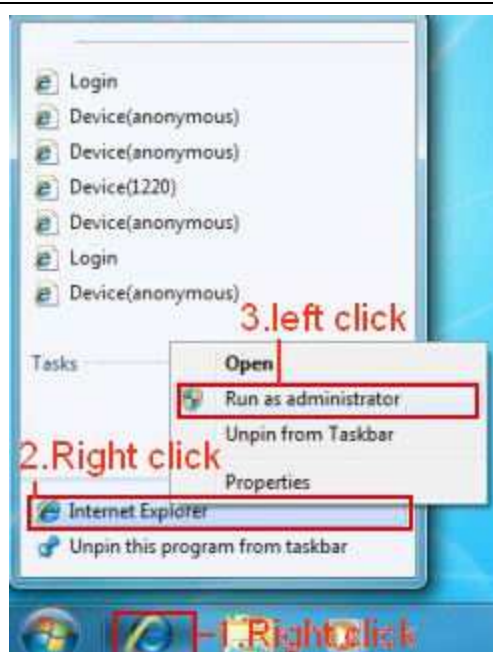 Login
Device(anonymous)
Device(anonymous)
Device(1220)
Device(anonymous)
Login
Device(anonymous)
3.left click
Tasks
Open
Run as administrator
Unpin from Taskbar
2.Right click
Properties
Internet Explorer
Unpin this program from taskbar
1.Right click